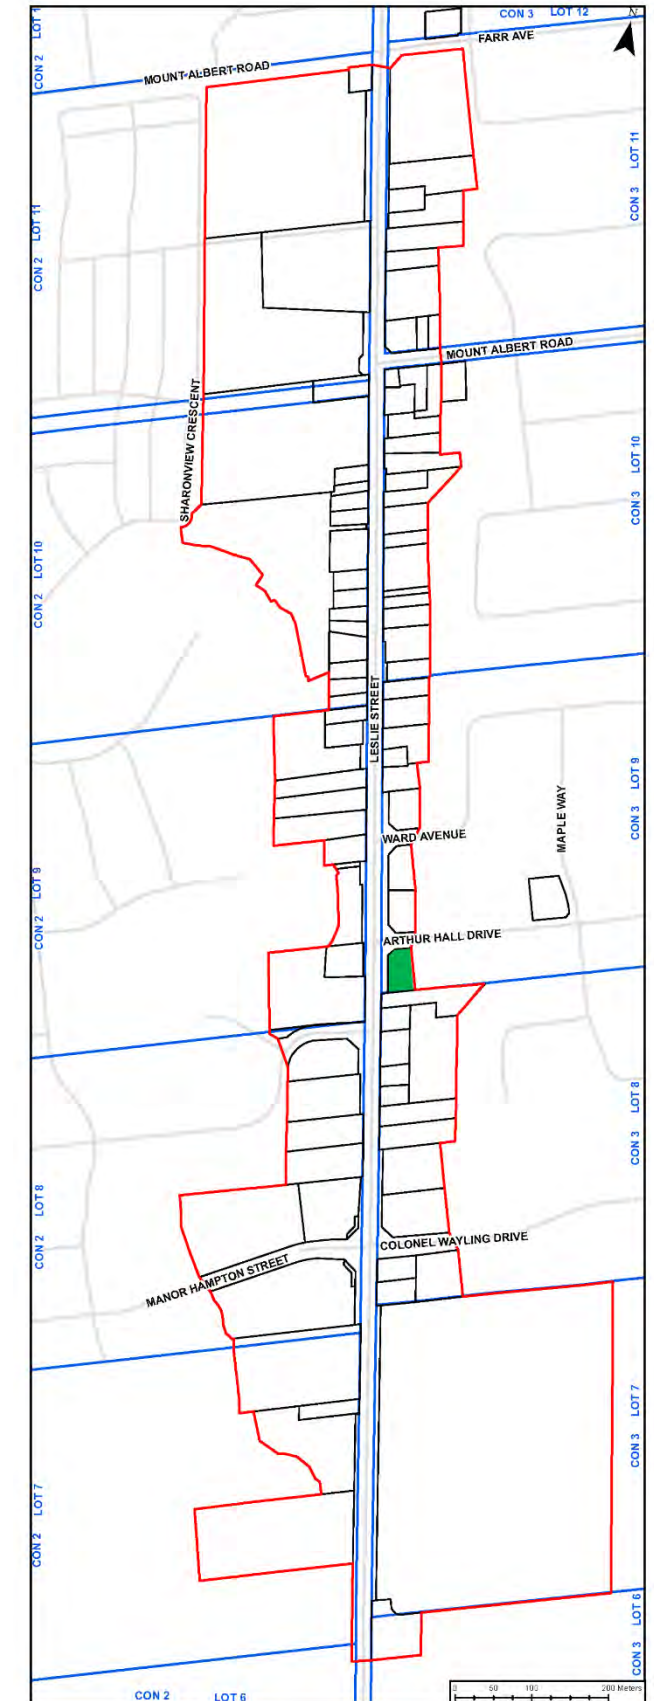 CON 3 LOT 12
N
FARR AVE
LOT 1
CON 2
MOUNT ALBERT ROAD
LOT 11
CON 3
LOT 11
CON 2
MOUNT ALBERT ROAD
SHARONVIEW CRESCENT
LOT 10
CON 3
LOT 10
CON 2
LESLIE STREET
LOT 9
CON 3
MAPLE WAY
WARD AVENUE
LOT 9
CON 2
ARTHUR HALL DRIVE
LOT 8
CON 3
LOT 8
CON 2
COLONEL WAYLING DRIVE
MANOR HAMPTON STREET
LOT 7
CON 3
LOT 7
CON 2
LOT 6
CON 3
0 50 100 200 Meters
CON 2 LOT 6